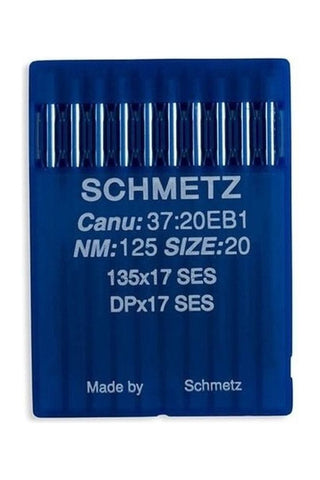 SCHMETZ
Canu: 37:20EB1
NM:125 SIZE:20
135x17 SES
DPx17 SES
Made by Schmetz